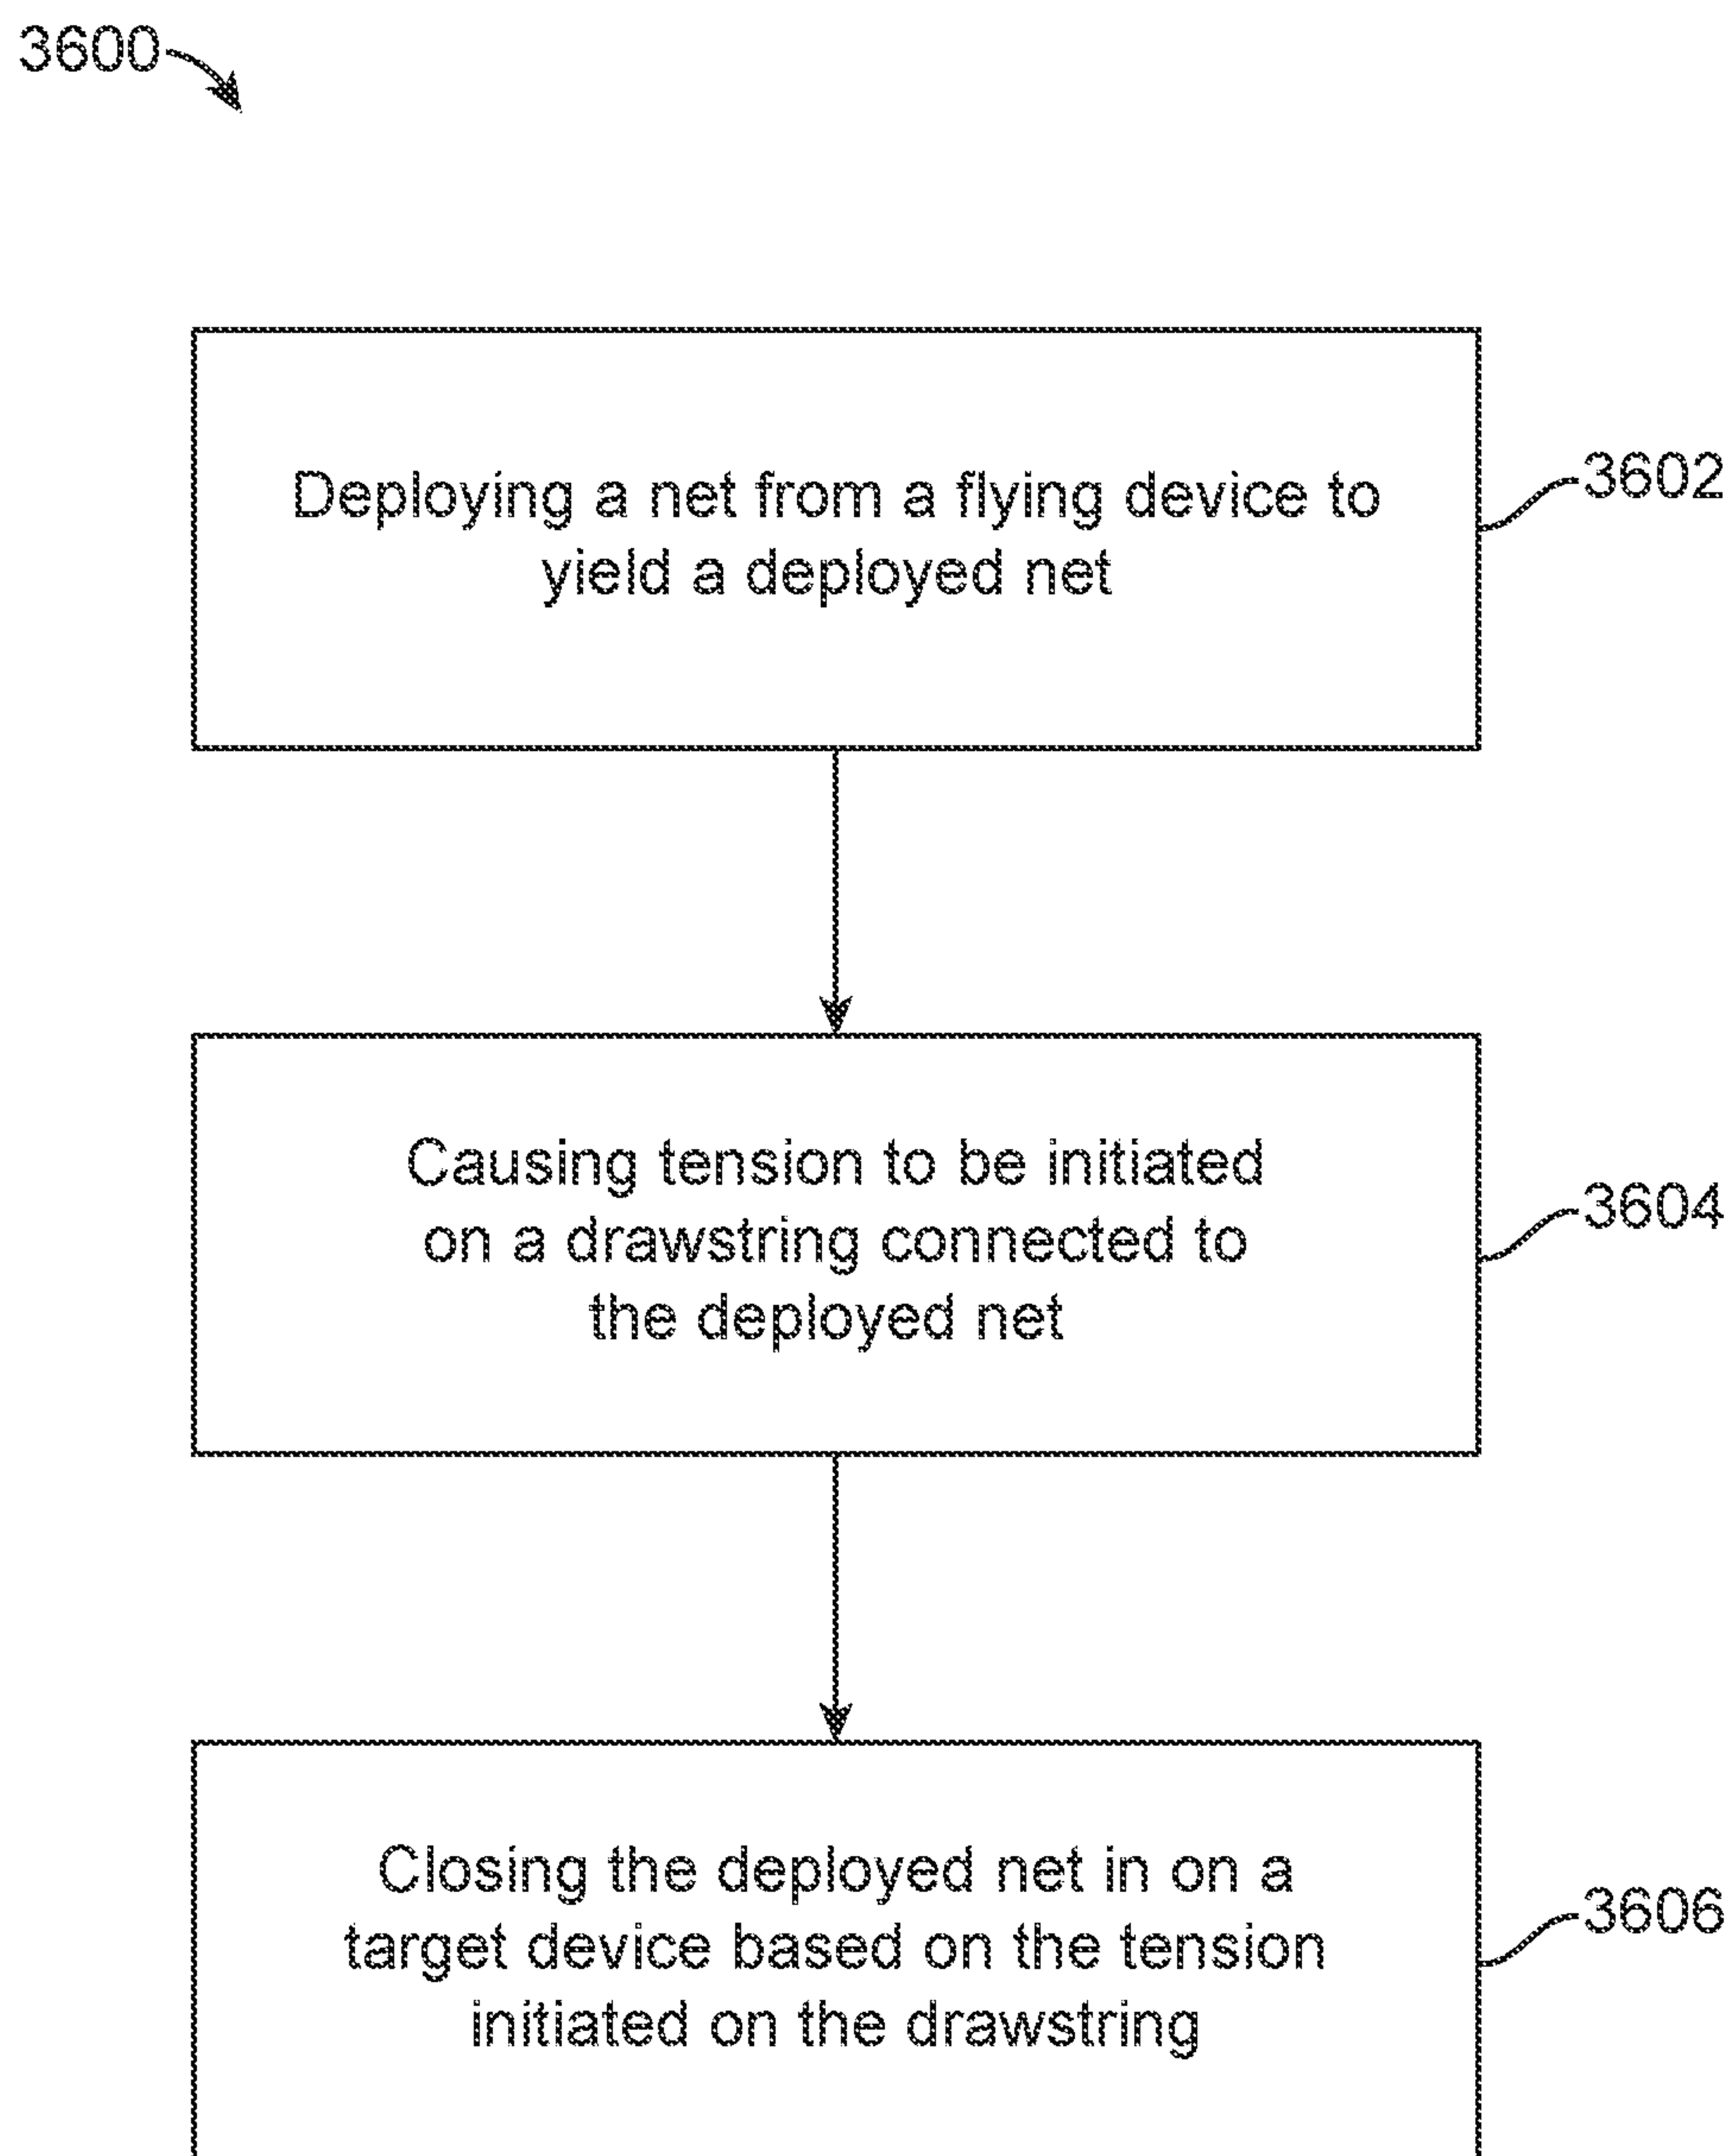 3600
Deploying a net from a flying device to
yield a deployed net
3602
Causing tension to be initiated
on a drawstring connected to
the deployed net
3604
Closing the deployed net in on a
target device based on the tension
initiated on the drawstring
3606